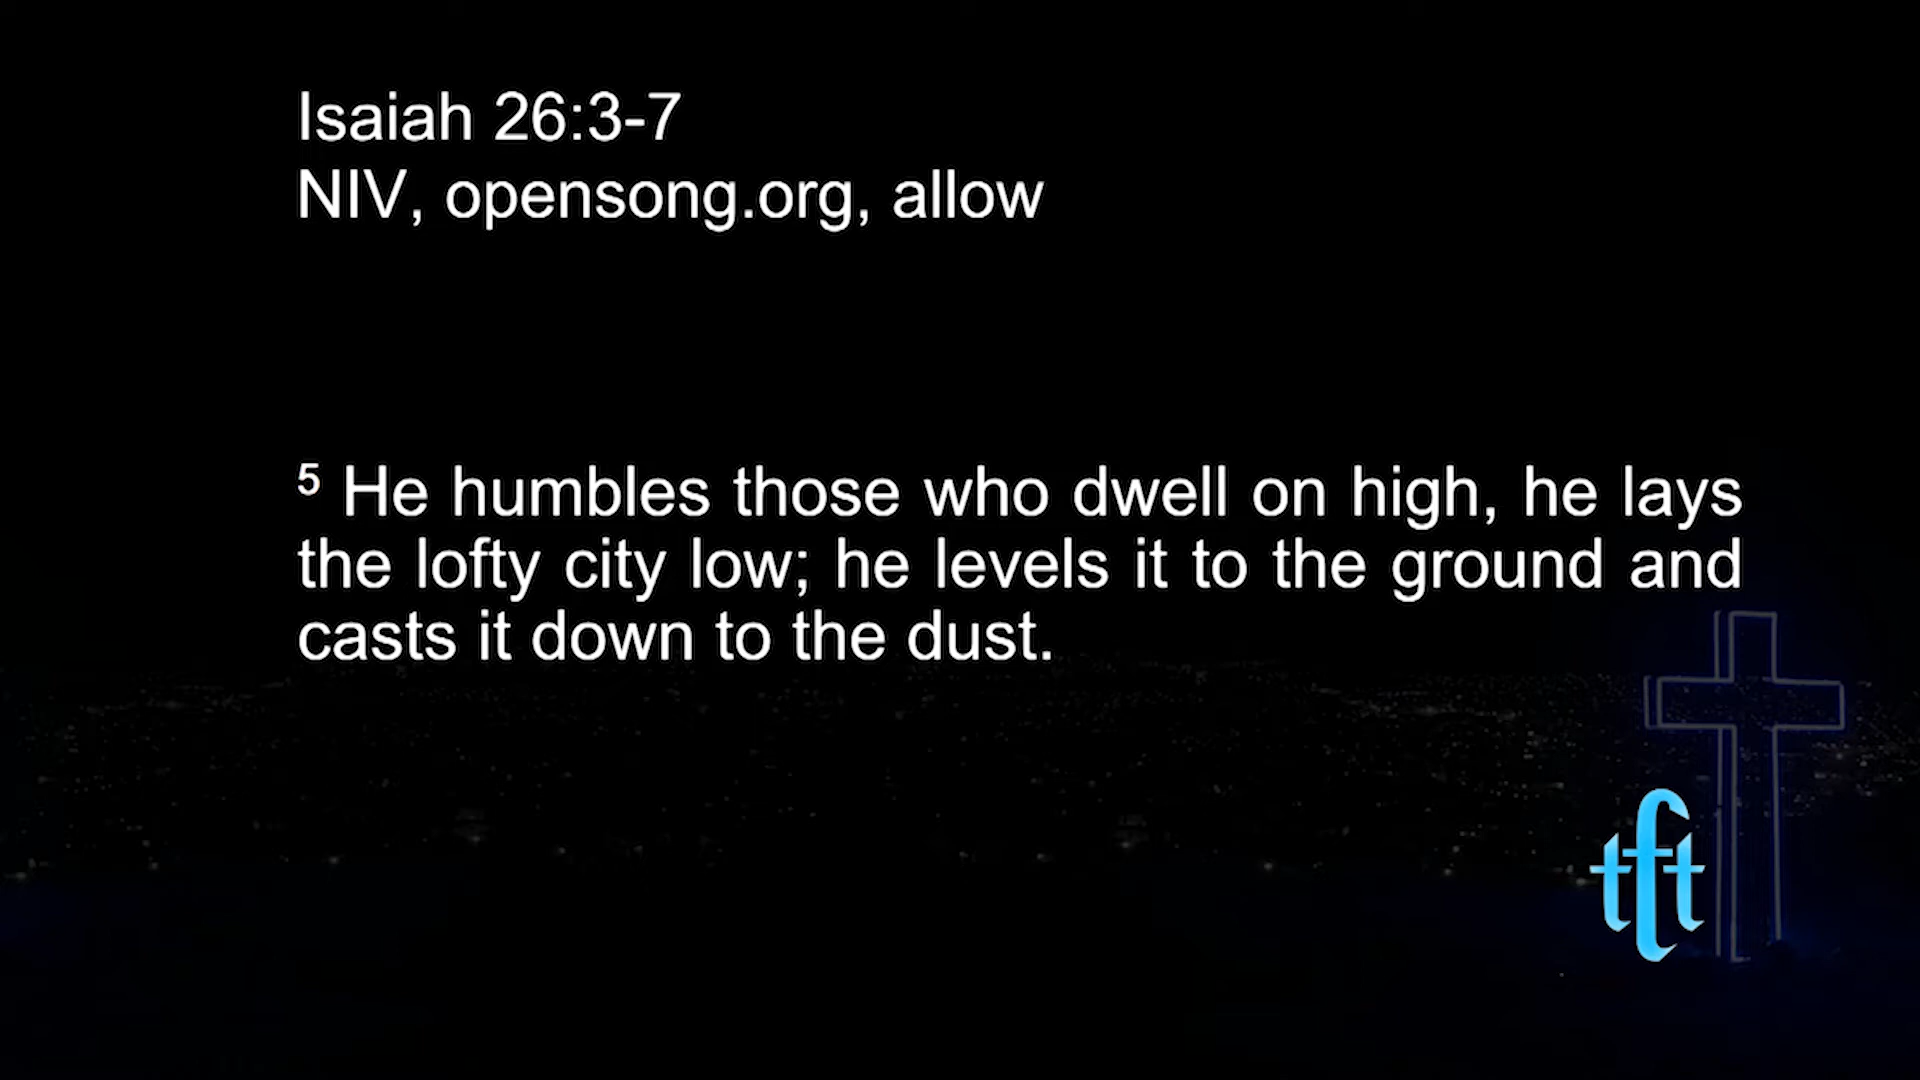 Isaiah 26:3-7
NIV, opensong.org, allow
5 He humbles those who dwell on high, he lays
the lofty city low; he levels it to the ground and
casts it down to the dust.
tft